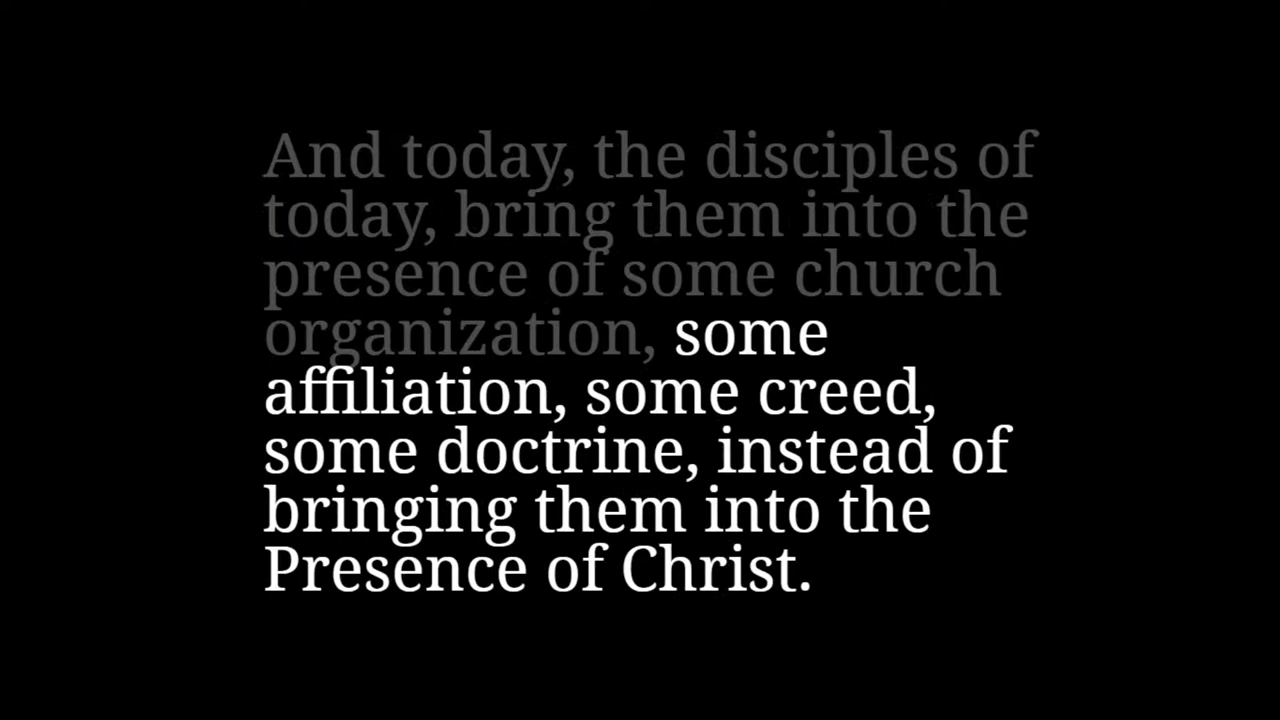 And today, the disciples of
today, bring them into the
presence of some church
organization, some
affiliation, some creed,
some doctrine, instead of
bringing them into the
Presence of Christ.